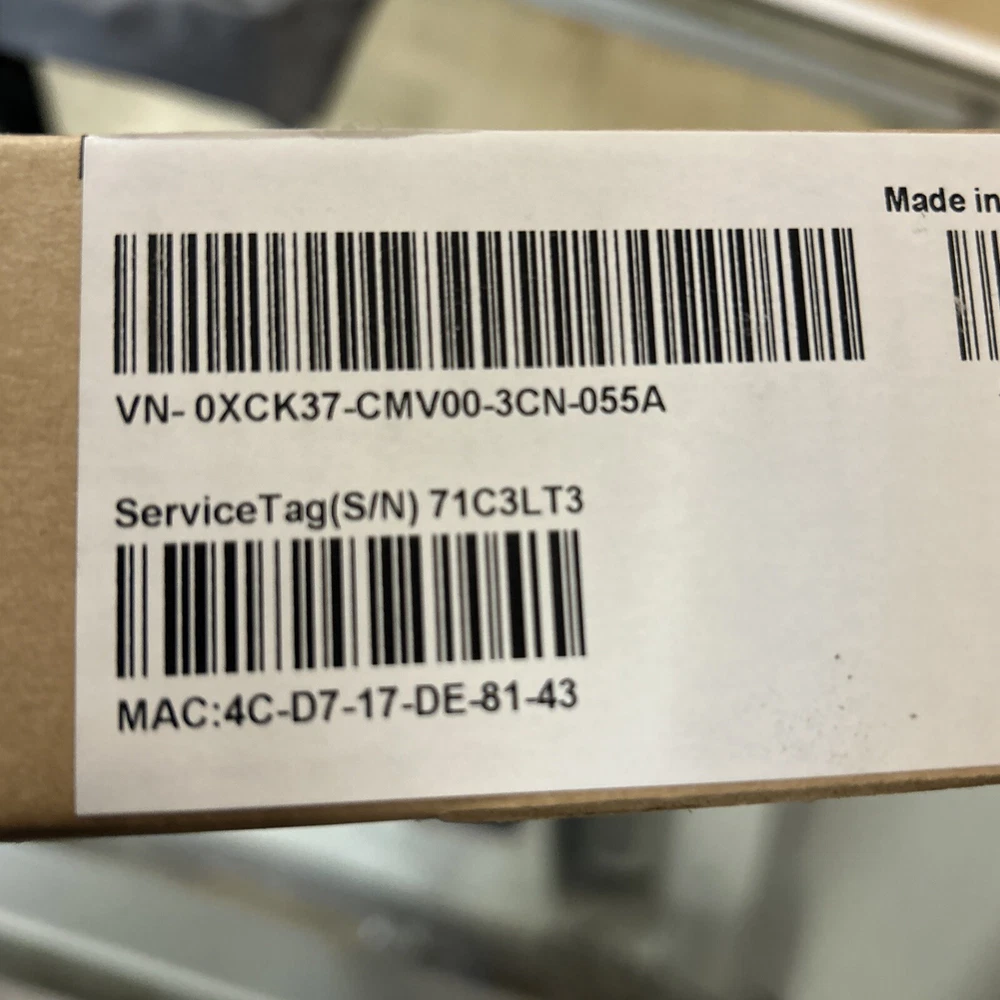 Made in
VN- 0XCK37-CMV00-3CN-055A
ServiceTag(S/N) 71C3LT3
MAC:4C-D7-17-DE-81-43